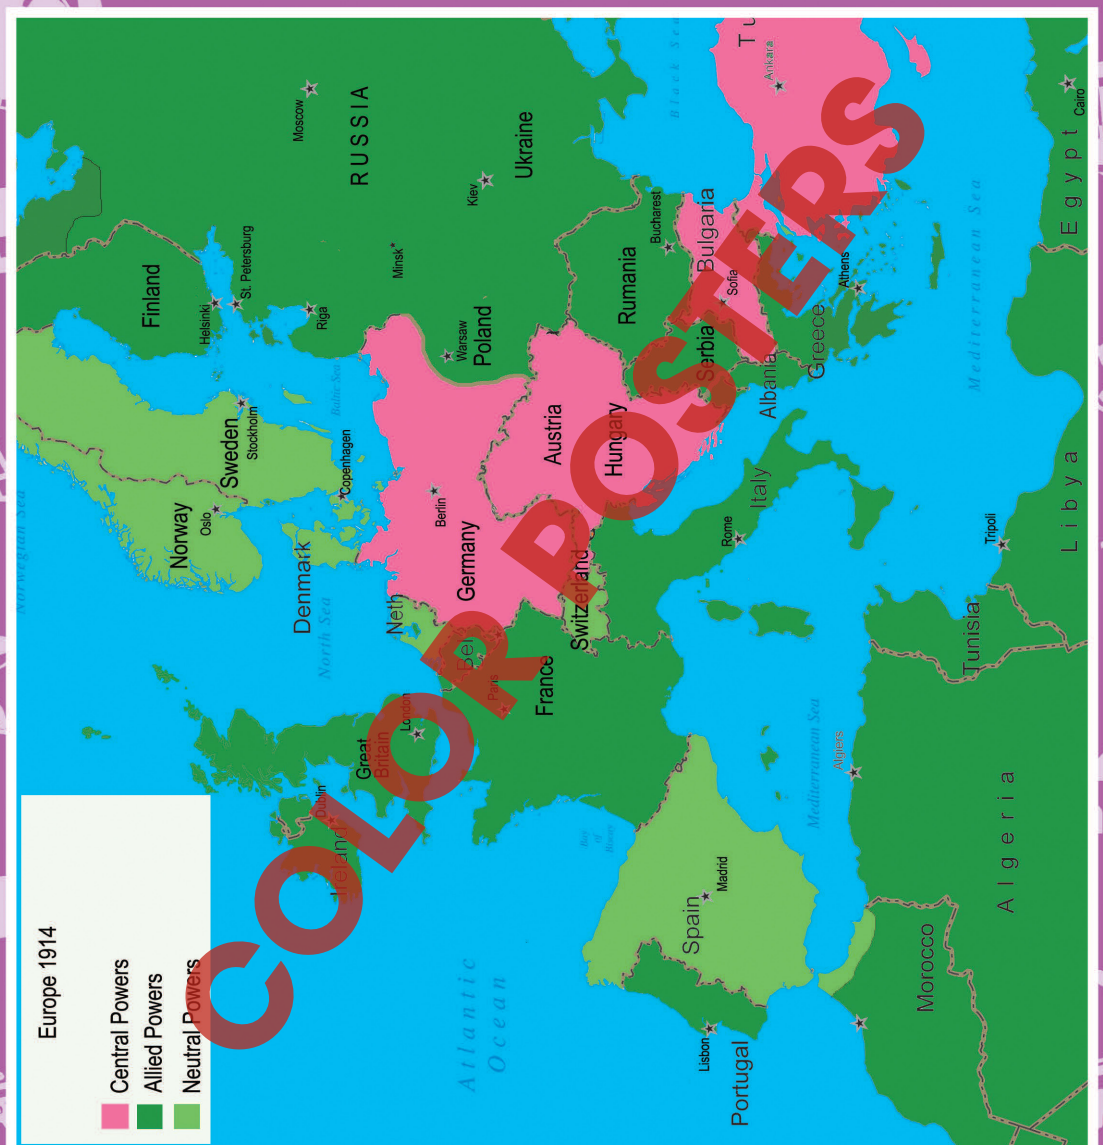 Europe 1914
Central Powers
Allied Powers
Neutral Powers
COLOR POSTERS
Norwegian Sea
Norway
Oslo
Sweden
Stockholm
Finland
Helsinki
St. Petersburg
Riga
Baltic Sea
Moscow
RUSSIA
Minsk
Kiev
Ukraine
Denmark
Copenhagen
North Sea
Ireland
Dublin
Great
Britain
London
Neth
Bel
Germany
Berlin
Warsaw
Poland
Paris
France
Switzerland
Austria
Hungary
Rumania
Bucharest
Black Sea
Serbia
Bulgaria
Sofia
Albania
Greece
Athens
Tu
Ankara
Italy
Rome
Atlantic
Ocean
Bay
of
Portugal
Lisbon
Spain
Madrid
Mediterranean Sea
Mediterranean Sea
Morocco
Algeria
Algiers
Tunisia
Tripoli
Libya
Egypt
Cairo